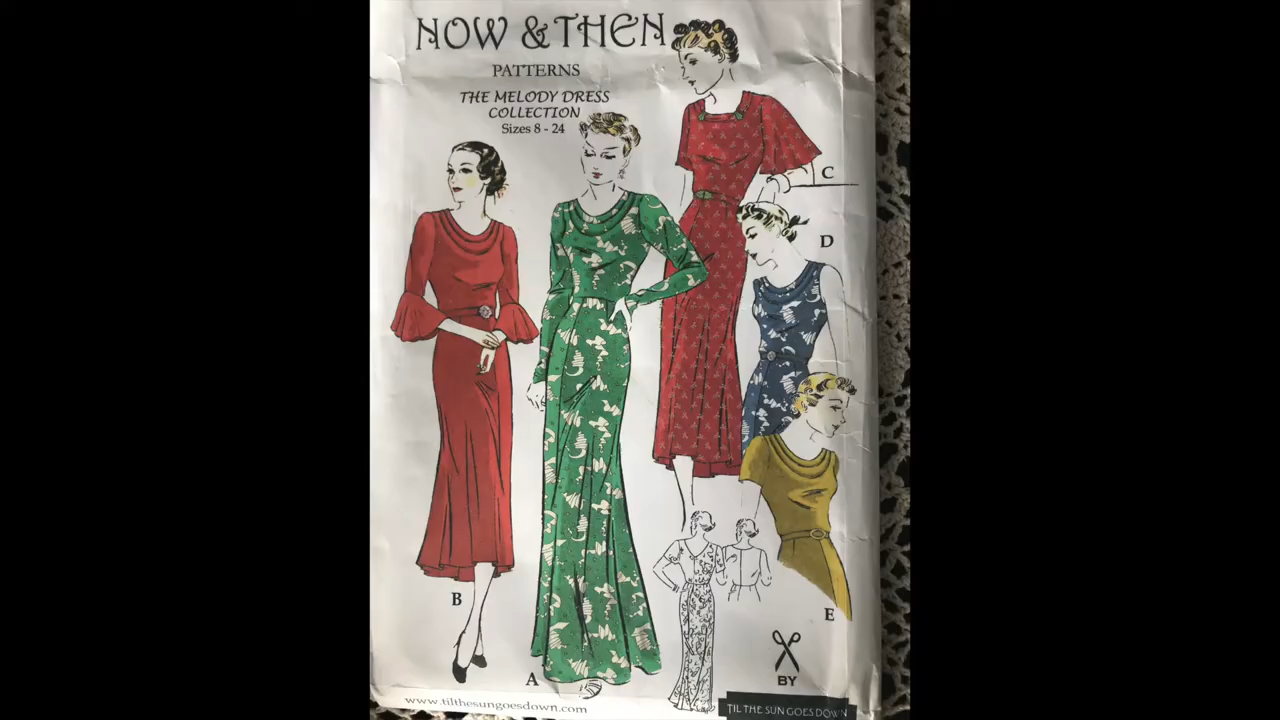 NOW & THEN
PATTERNS
THE MELODY DRESS
COLLECTION
Sizes 8 - 24
C
D
B
E
A
BY
www.tilthesungoesdown.com
TIL THE SUN GOES DOWN